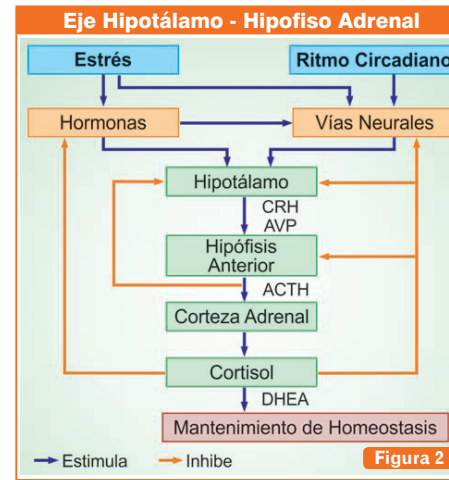 Eje Hipotálamo - Hipofiso Adrenal
Estrés
Ritmo Circadiano
Hormonas
Vías Neurales
Hipotálamo
CRH
AVP
Hipófisis
Anterior
ACTH
Corteza Adrenal
Cortisol
DHEA
Mantenimiento de Homeostasis
Estimula
Inhibe
Figura 2